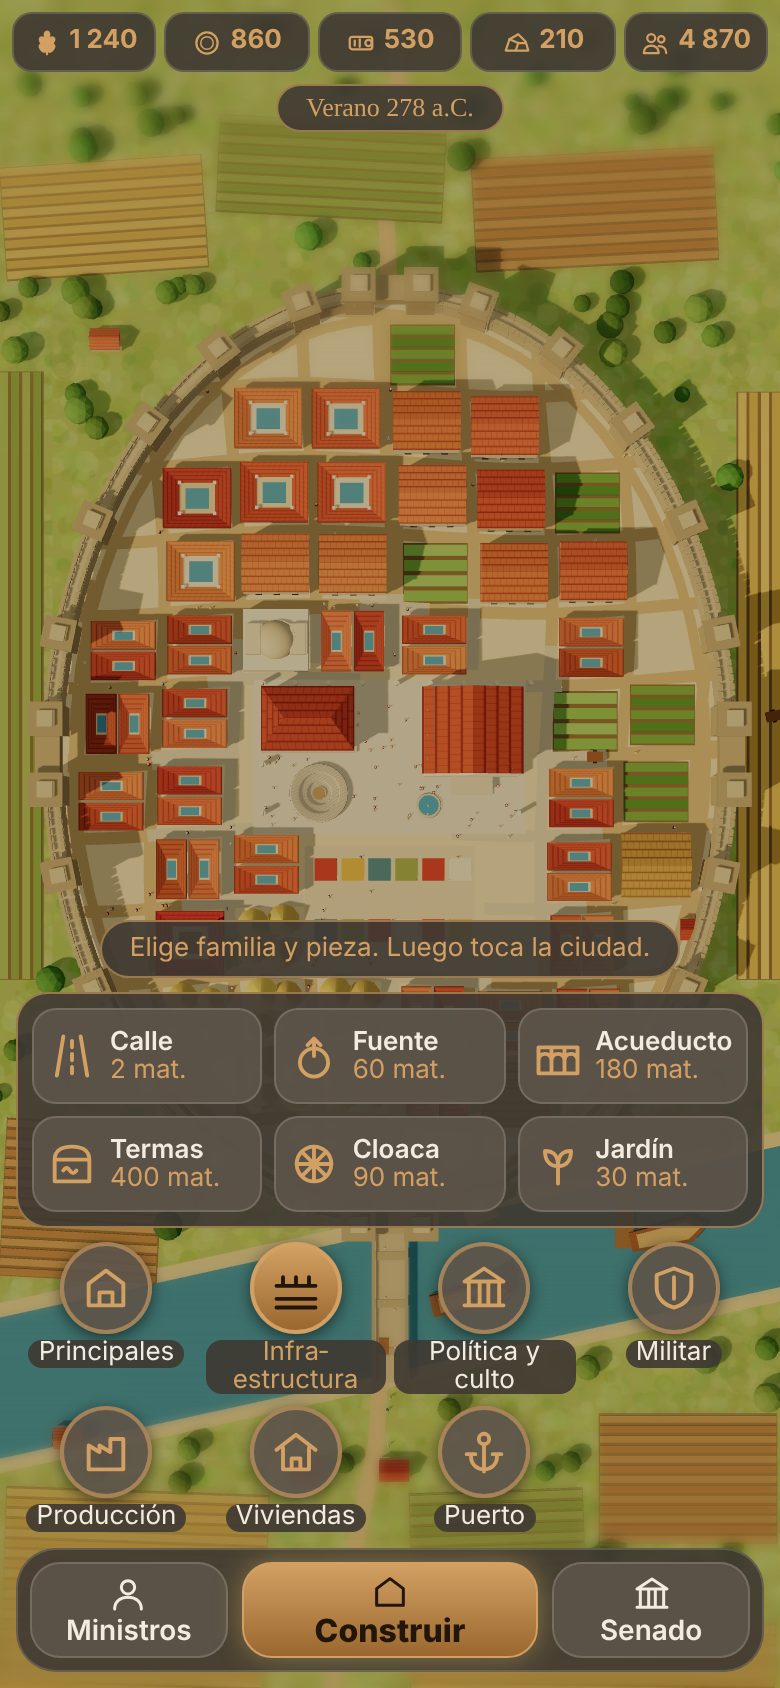 1 240
860
530
210
4 870
Verano 278 a.C.
Elige familia y pieza. Luego toca la ciudad.
Calle
2 mat.
Fuente
60 mat.
Acueducto
180 mat.
Termas
400 mat.
Cloaca
90 mat.
Jardín
30 mat.
Principales
Infra-
estructura
Política y
culto
Militar
Producción
Viviendas
Puerto
Ministros
Construir
Senado